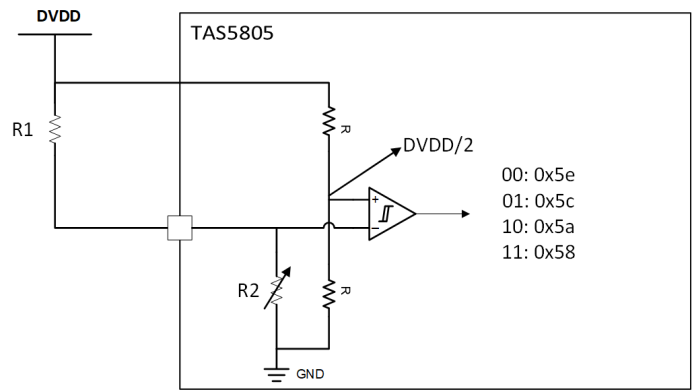 DVDD
TAS5805
R1
R
DVDD/2
+
−
00: 0x5e
01: 0x5c
10: 0x5a
11: 0x58
R2
R
GND